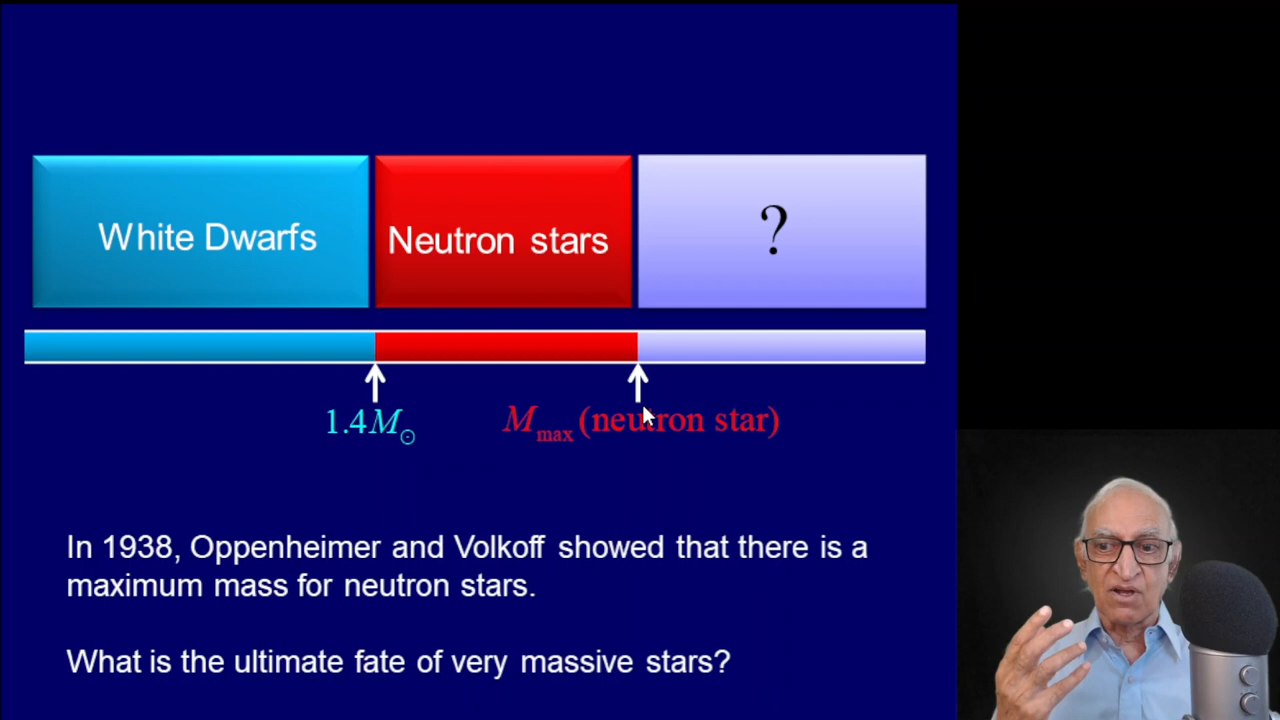 White Dwarfs
Neutron stars
?
1.4M☉
Mmax (neutron star)
In 1938, Oppenheimer and Volkoff showed that there is a
maximum mass for neutron stars.
What is the ultimate fate of very massive stars?